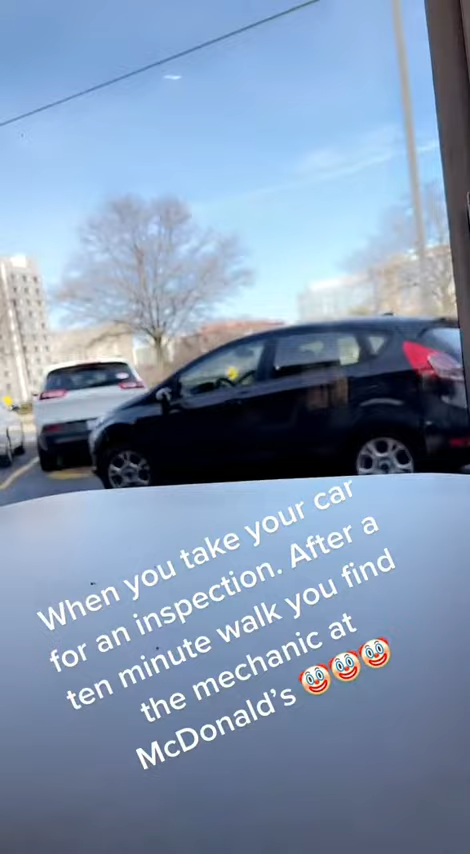 When you take your car
for an inspection. After a
ten minute walk you find
the mechanic at
McDonald's 🤡🤡🤡